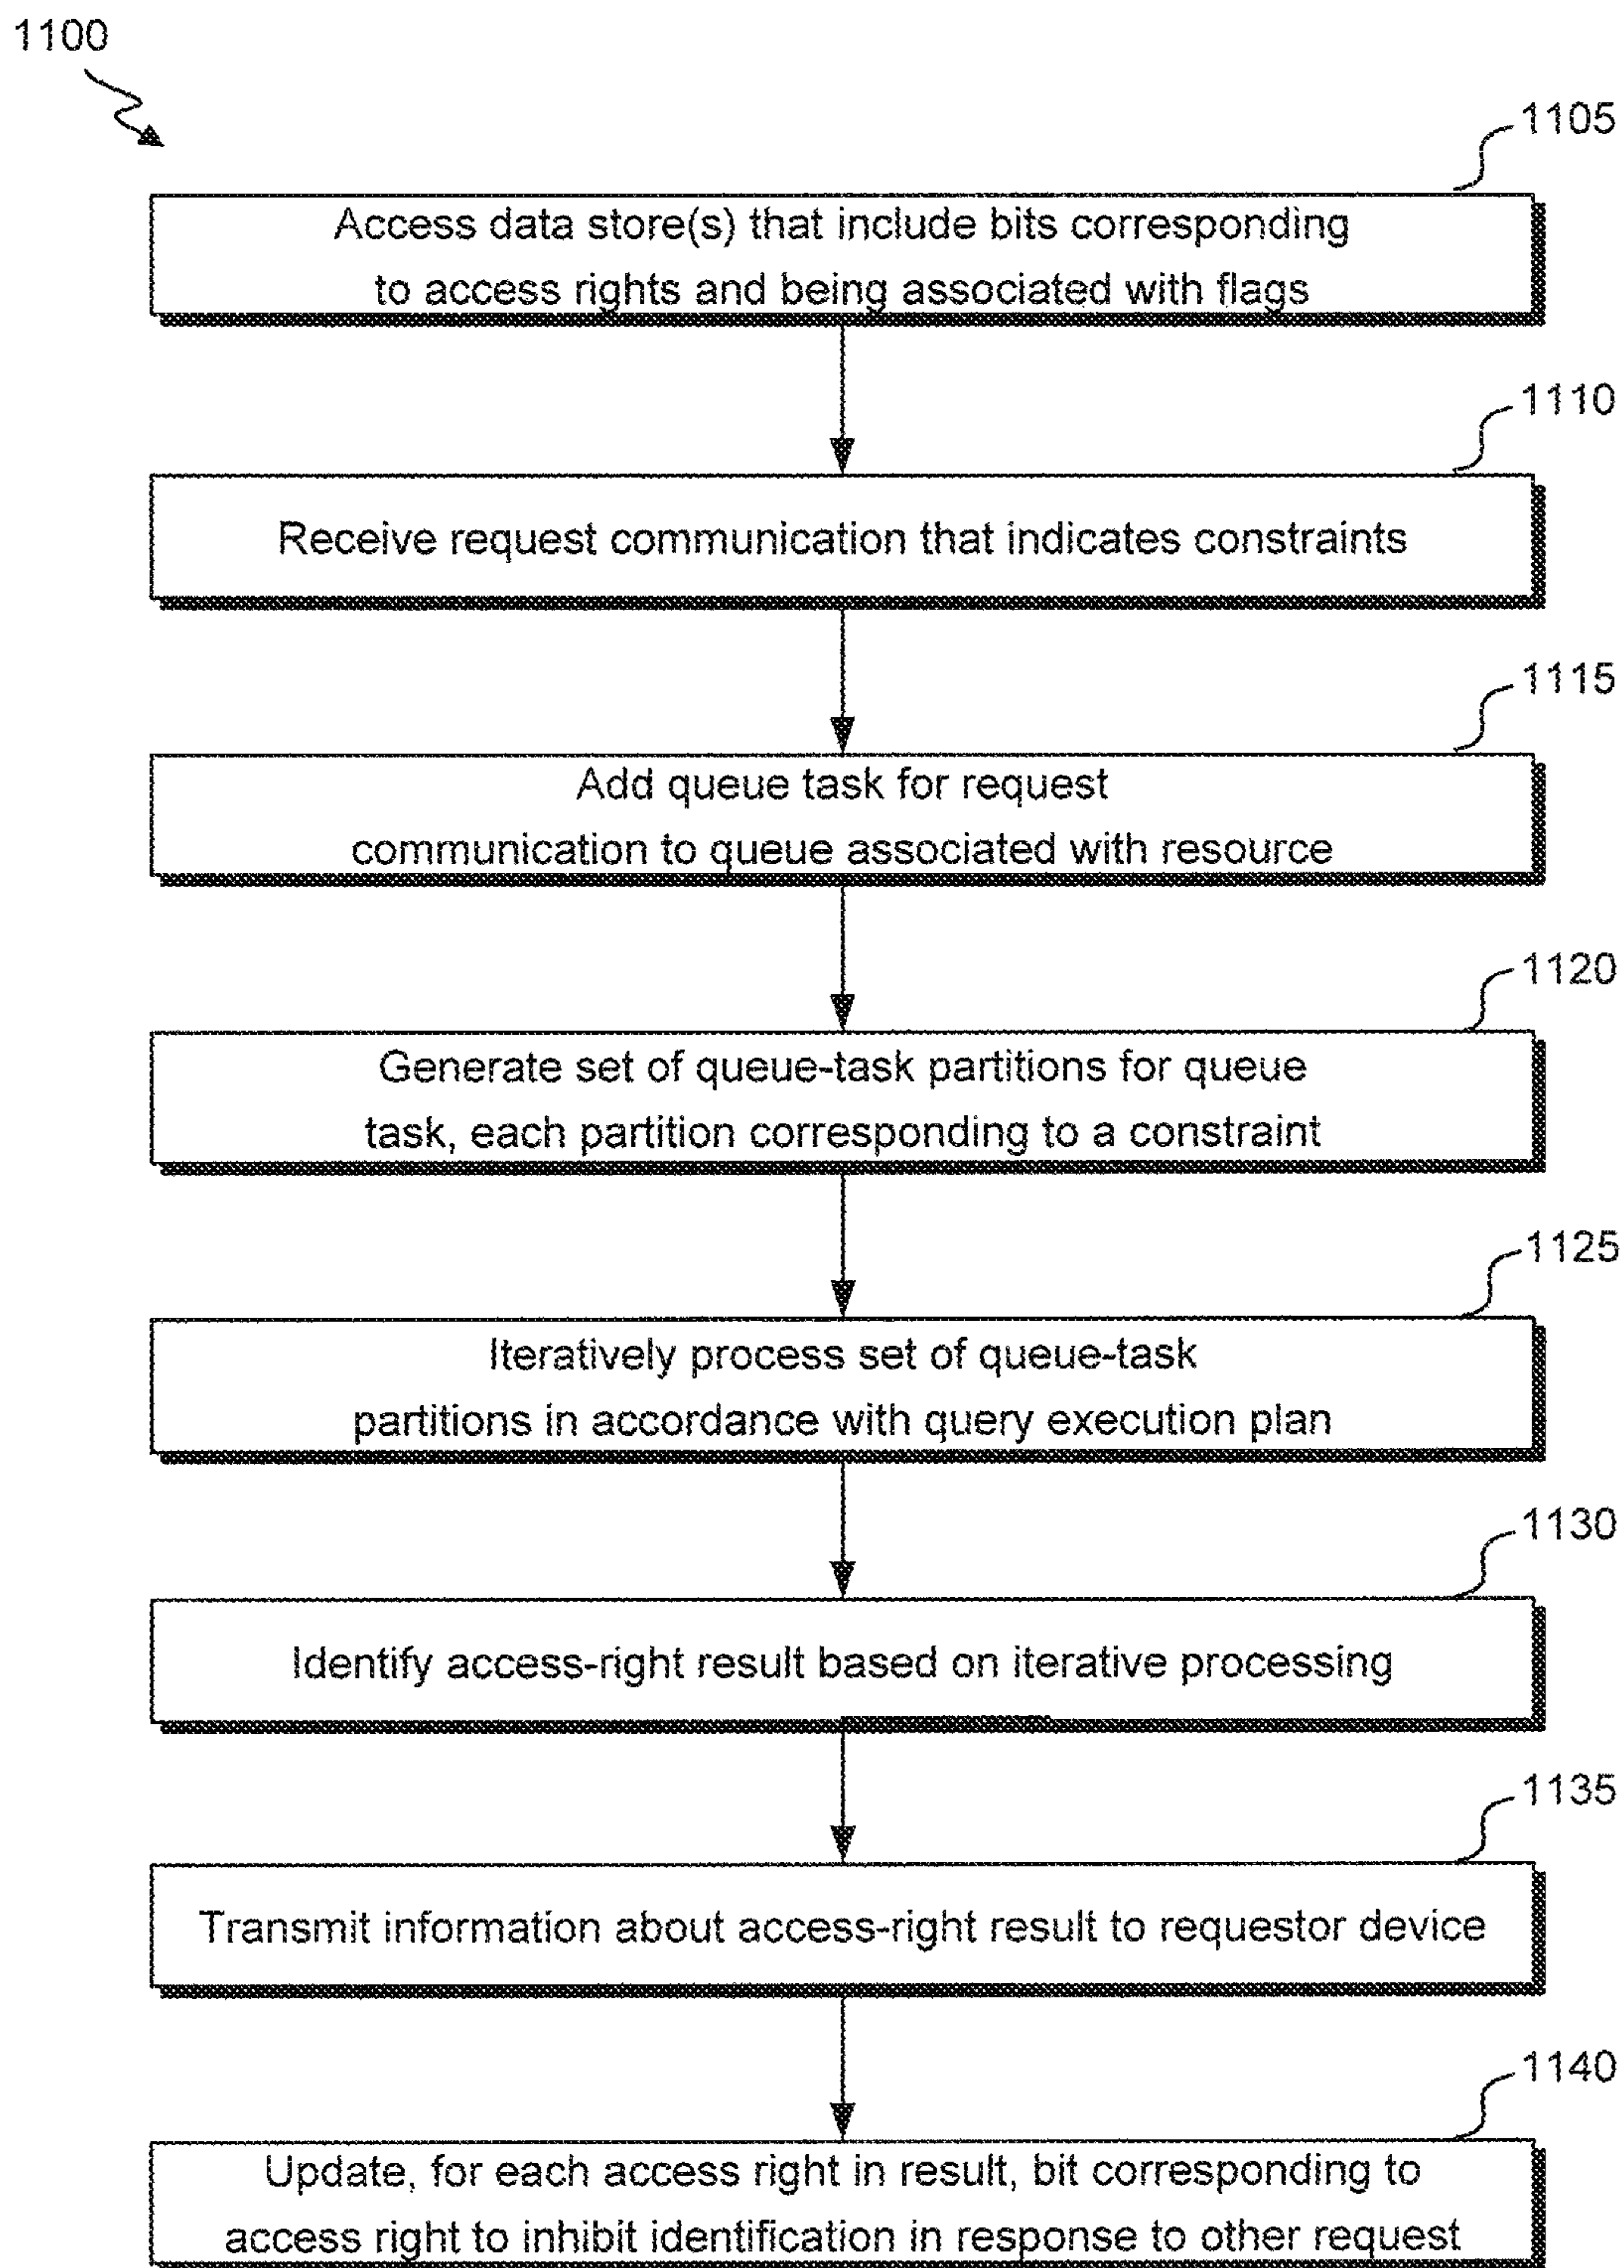 1100
1105
Access data store(s) that include bits corresponding
to access rights and being associated with flags
1110
Receive request communication that indicates constraints
1115
Add queue task for request
communication to queue associated with resource
1120
Generate set of queue-task partitions for queue
task, each partition corresponding to a constraint
1125
Iteratively process set of queue-task
partitions in accordance with query execution plan
1130
Identify access-right result based on iterative processing
1135
Transmit information about access-right result to requestor device
1140
Update, for each access right in result, bit corresponding to
access right to inhibit identification in response to other request